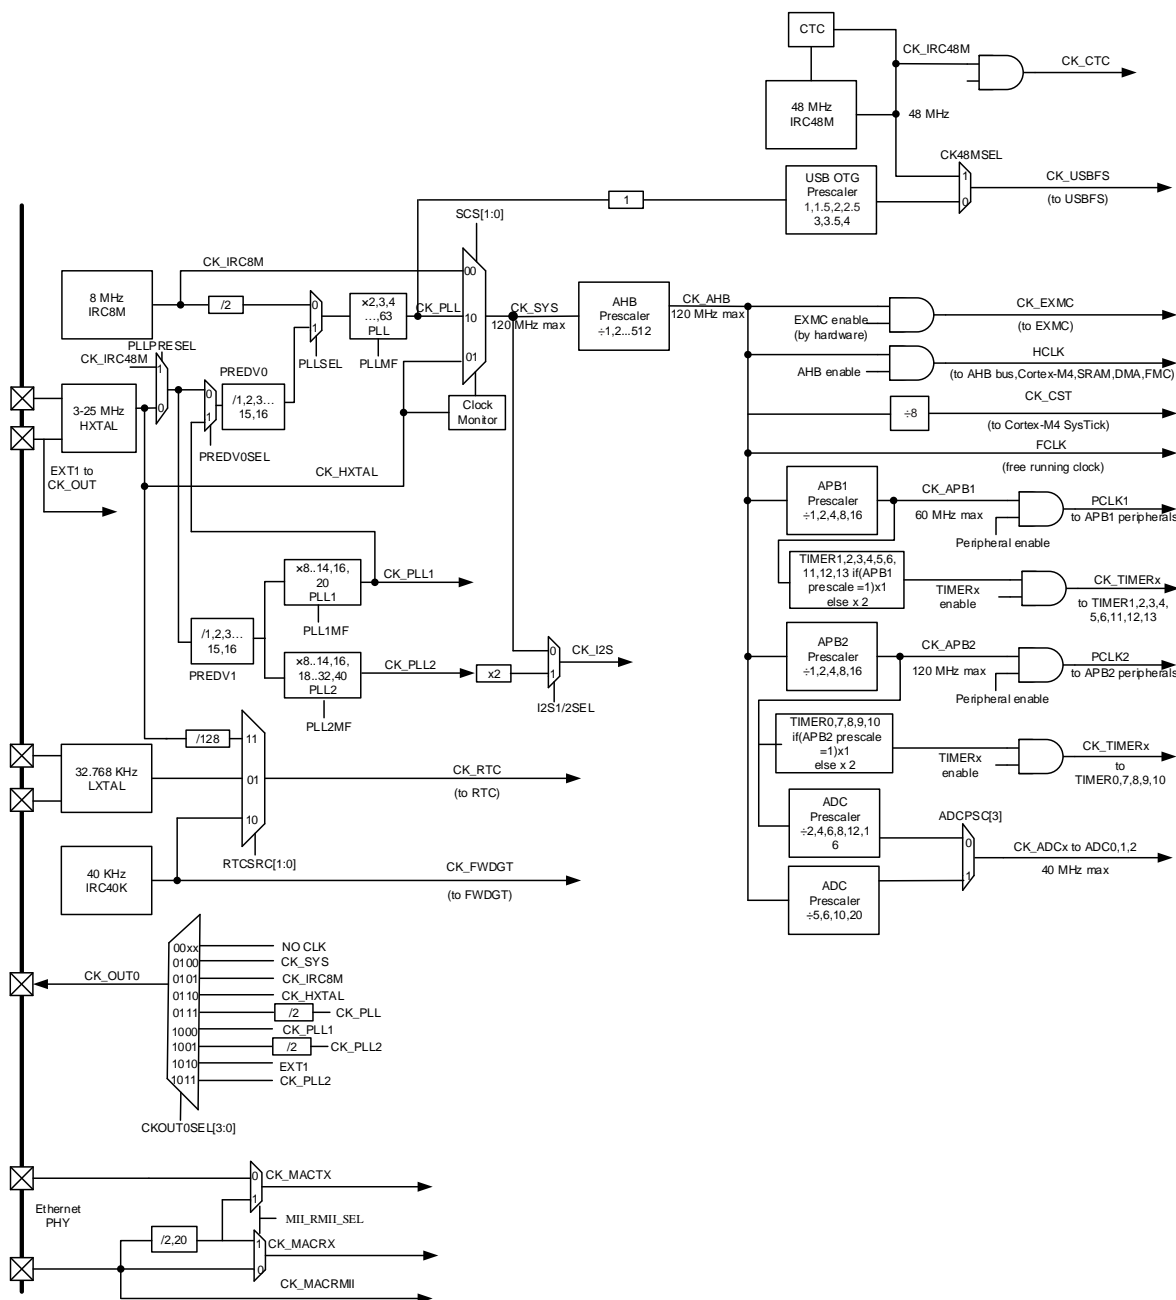 CTC
CK_IRC48M
CK_CTC
48 MHz
IRC48M
48 MHz
CK48MSEL
USB OTG
Prescaler
1,1.5,2,2.5
3,3.5,4
1
0
CK_USBFS
(to USBFS)
1
SCS[1:0]
CK_IRC8M
8 MHz
IRC8M
/2
0
1
PLLSEL
×2,3,4
…,63
PLL
PLLMF
CK_PLL
00
10
01
CK_SYS
120 MHz max
AHB
Prescaler
÷1,2...512
CK_AHB
120 MHz max
EXMC enable
(by hardware)
CK_EXMC
(to EXMC)
AHB enable
HCLK
(to AHB bus,Cortex-M4,SRAM,DMA,FMC)
PLLPRESEL
CK_IRC48M
1
0
3-25 MHz
HXTAL
PREDV0
0
1
/1,2,3…
15,16
PREDV0SEL
Clock
Monitor
÷8
CK_CST
(to Cortex-M4 SysTick)
FCLK
(free running clock)
EXT1 to
CK_OUT
CK_HXTAL
APB1
Prescaler
÷1,2,4,8,16
CK_APB1
60 MHz max
Peripheral enable
PCLK1
to APB1 peripherals
TIMER1,2,3,4,5,6,
11,12,13 if(APB1
prescale =1)x1
else x 2
TIMERx
enable
CK_TIMERx
to TIMER1,2,3,4,
5,6,11,12,13
×8..14,16,
20
PLL1
CK_PLL1
PLL1MF
/1,2,3…
15,16
PREDV1
×8..14,16,
18..32,40
PLL2
CK_PLL2
PLL2MF
x2
0
1
CK_I2S
I2S1/2SEL
APB2
Prescaler
÷1,2,4,8,16
CK_APB2
120 MHz max
Peripheral enable
PCLK2
to APB2 peripherals
TIMER0,7,8,9,10
if(APB2 prescale
=1)x1
else x 2
TIMERx
enable
CK_TIMERx
to
TIMER0,7,8,9,10
/128
11
01
10
32.768 KHz
LXTAL
CK_RTC
(to RTC)
RTCSRC[1:0]
40 KHz
IRC40K
CK_FWDGT
(to FWDGT)
ADC
Prescaler
÷2,4,6,8,12,1
6
ADCPSC[3]
0
1
CK_ADCx to ADC0,1,2
40 MHz max
ADC
Prescaler
÷5,6,10,20
CK_OUT0
00xx NO CLK
0100 CK_SYS
0101 CK_IRC8M
0110 CK_HXTAL
0111 /2 CK_PLL
1000 CK_PLL1
1001 /2 CK_PLL2
1010 EXT1
1011 CK_PLL2
CKOUT0SEL[3:0]
Ethernet
PHY
0
1
CK_MACTX
MII_RMII_SEL
/2,20
1
0
CK_MACRX
CK_MACRMII